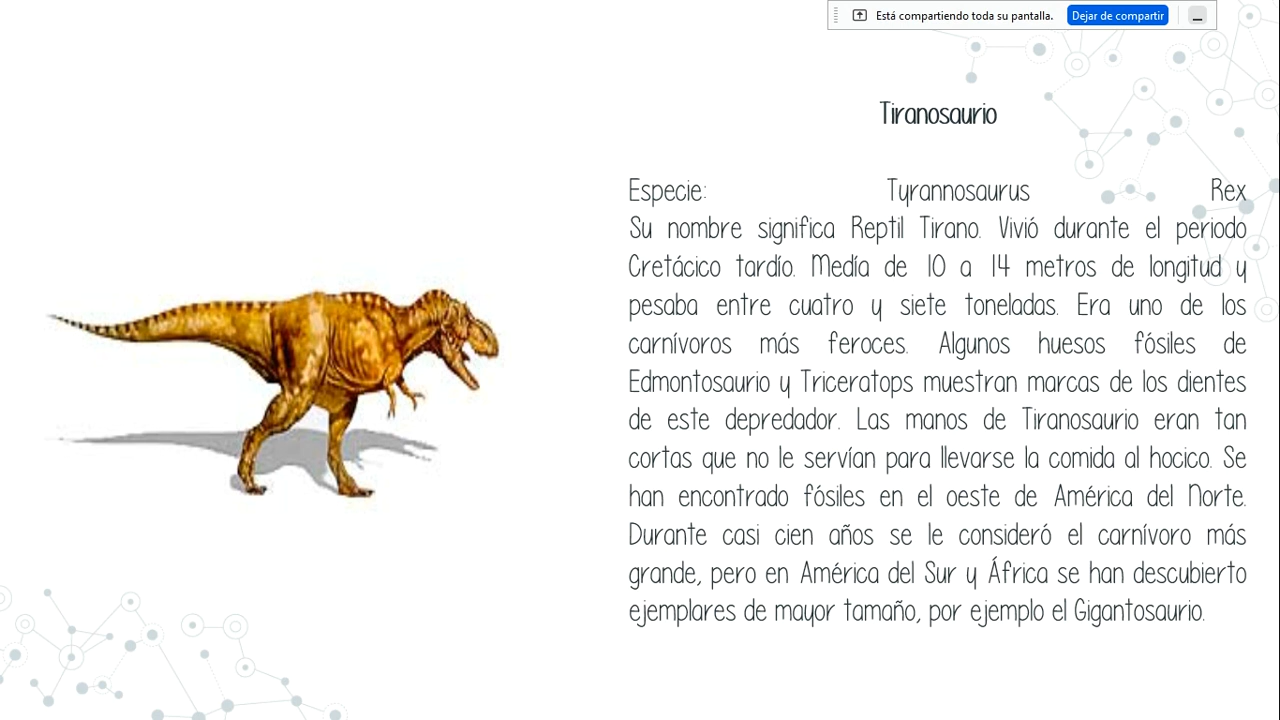 Está compartiendo toda su pantalla. Dejar de compartir
Tiranosaurio
Especie: Tyrannosaurus Rex
Su nombre significa Reptil Tirano. Vivió durante el periodo
Cretácico tardío. Medía de 10 a 14 metros de longitud y
pesaba entre cuatro y siete toneladas. Era uno de los
carnívoros más feroces. Algunos huesos fósiles de
Edmontosaurio y Triceratops muestran marcas de los dientes
de este depredador. Las manos de Tiranosaurio eran tan
cortas que no le servían para llevarse la comida al hocico. Se
han encontrado fósiles en el oeste de América del Norte.
Durante casi cien años se le consideró el carnívoro más
grande, pero en América del Sur y África se han descubierto
ejemplares de mayor tamaño, por ejemplo el Gigantosaurio.